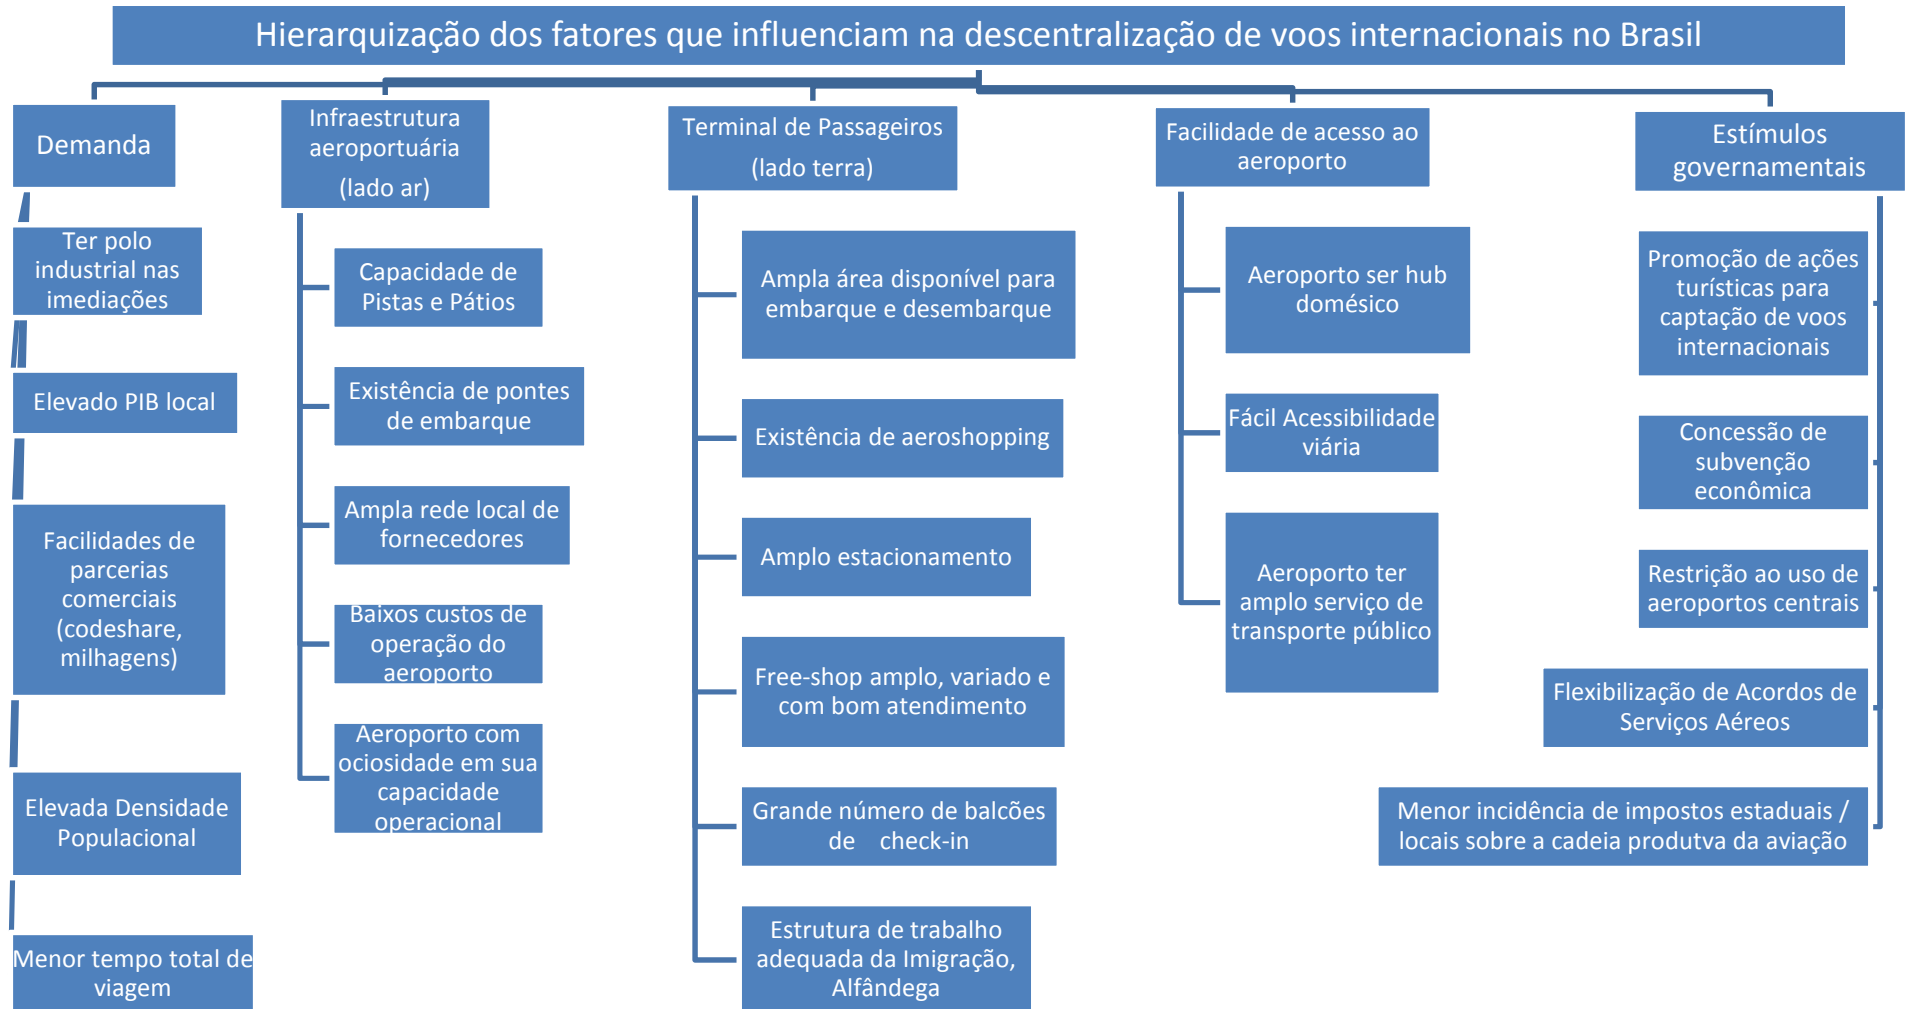 Hierarquização dos fatores que influenciam na descentralização de voos internacionais no Brasil
Demanda
Ter polo
industrial nas
imediações
Elevado PIB local
Facilidades de
parcerias
comerciais
(codeshare,
milhagens)
Elevada Densidade
Populacional
Menor tempo total de
viagem
Infraestrutura
aeroportuária
(lado ar)
Capacidade de
Pistas e Pátios
Existência de pontes
de embarque
Ampla rede local de
fornecedores
Baixos custos de
operação do
aeroporto
Aeroporto com
ociosidade em sua
capacidade
operacional
Terminal de Passageiros
(lado terra)
Ampla área disponível para
embarque e desembarque
Existência de aeroshopping
Amplo estacionamento
Free-shop amplo, variado e
com bom atendimento
Grande número de balcões
de check-in
Estrutura de trabalho
adequada da Imigração,
Alfândega
Facilidade de acesso ao
aeroporto
Aeroporto ser hub
domésico
Fácil Acessibilidade
viária
Aeroporto ter
amplo serviço de
transporte público
Estímulos
governamentais
Promoção de ações
turísticas para
captação de voos
internacionais
Concessão de
subvenção
econômica
Restrição ao uso de
aeroportos centrais
Flexibilização de Acordos de
Serviços Aéreos
Menor incidência de impostos estaduais /
locais sobre a cadeia produtva da aviação